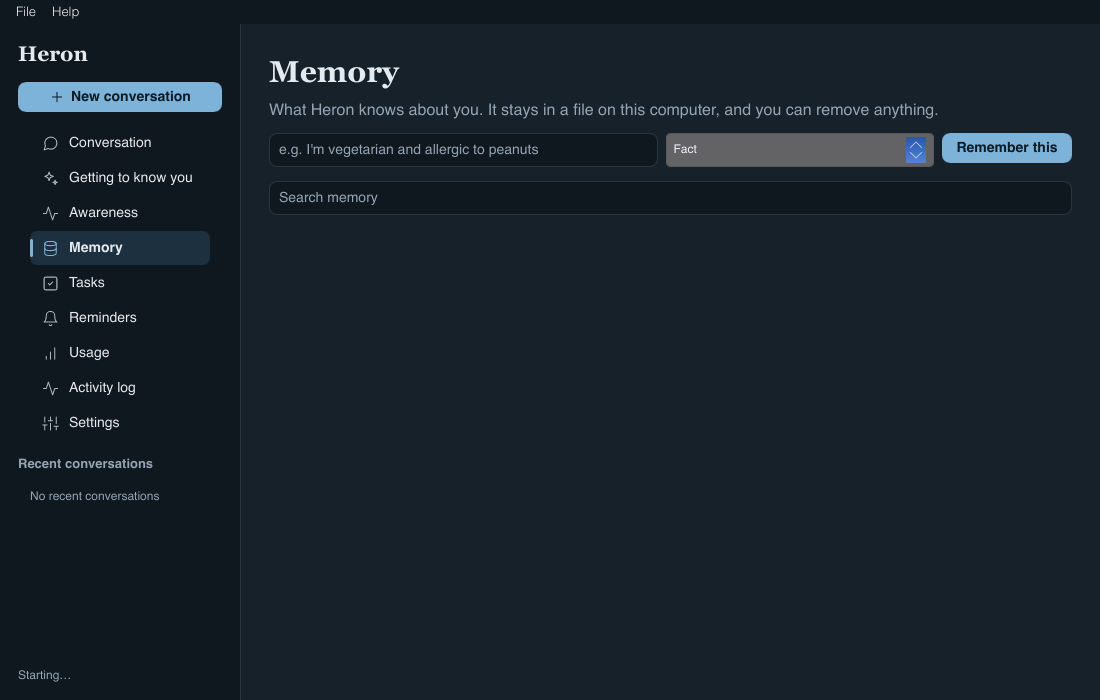 File Help
Heron
New conversation
Conversation
Getting to know you
Awareness
Memory
Tasks
Reminders
Usage
Activity log
Settings
Recent conversations
No recent conversations
Starting…
Memory
What Heron knows about you. It stays in a file on this computer, and you can remove anything.
e.g. I'm vegetarian and allergic to peanuts
Fact
Remember this
Search memory